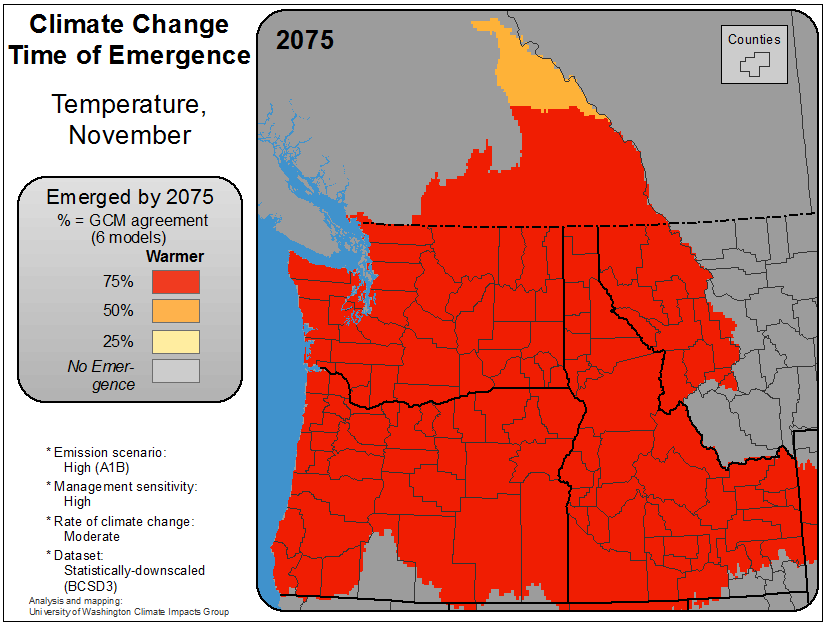 Climate Change
Time of Emergence
Temperature,
November
Emerged by 2075
% = GCM agreement
(6 models)
Warmer
75%
50%
25%
No Emer-
gence
* Emission scenario:
High (A1B)
* Management sensitivity:
High
* Rate of climate change:
Moderate
* Dataset:
Statistically-downscaled
(BCSD3)
Analysis and mapping:
University of Washington Climate Impacts Group
2075
Counties